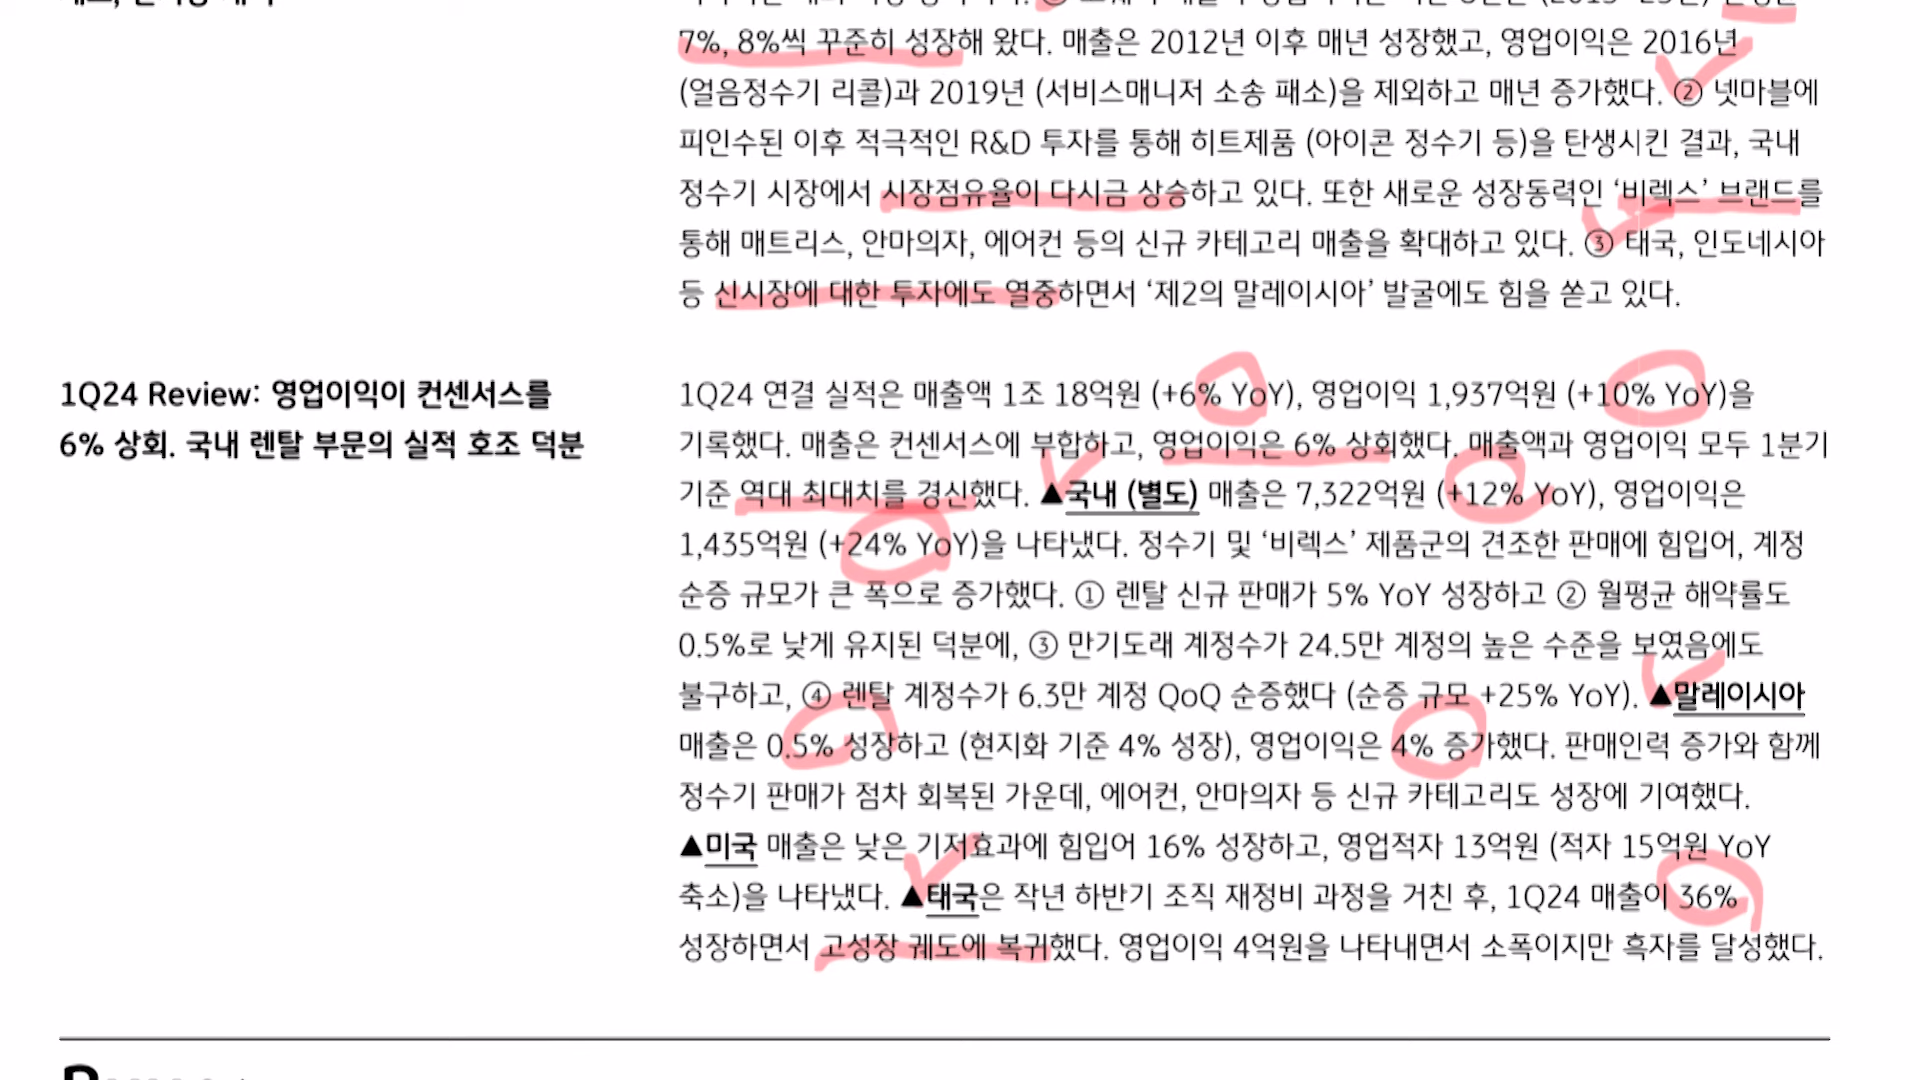 7%, 8%씩 꾸준히 성장해 왔다. 매출은 2012년 이후 매년 성장했고, 영업이익은 2016년
(얼음정수기 리콜)과 2019년 (서비스매니저 소송 패소)을 제외하고 매년 증가했다. ② 넷마블에
피인수된 이후 적극적인 R&D 투자를 통해 히트제품 (아이콘 정수기 등)을 탄생시킨 결과, 국내
정수기 시장에서 시장점유율이 다시금 상승하고 있다. 또한 새로운 성장동력인 ‘비렉스’ 브랜드를
통해 매트리스, 안마의자, 에어컨 등의 신규 카테고리 매출을 확대하고 있다. ③ 태국, 인도네시아
등 신시장에 대한 투자에도 열중하면서 ‘제2의 말레이시아’ 발굴에도 힘을 쏟고 있다.
1Q24 Review: 영업이익이 컨센서스를
6% 상회. 국내 렌탈 부문의 실적 호조 덕분
1Q24 연결 실적은 매출액 1조 18억원 (+6% YoY), 영업이익 1,937억원 (+10% YoY)을
기록했다. 매출은 컨센서스에 부합하고, 영업이익은 6% 상회했다. 매출액과 영업이익 모두 1분기
기준 역대 최대치를 경신했다. ▲국내 (별도) 매출은 7,322억원 (+12% YoY), 영업이익은
1,435억원 (+24% YoY)을 나타냈다. 정수기 및 ‘비렉스’ 제품군의 견조한 판매에 힘입어, 계정
순증 규모가 큰 폭으로 증가했다. ① 렌탈 신규 판매가 5% YoY 성장하고 ② 월평균 해약률도
0.5%로 낮게 유지된 덕분에, ③ 만기도래 계정수가 24.5만 계정의 높은 수준을 보였음에도
불구하고, ④ 렌탈 계정수가 6.3만 계정 QoQ 순증했다 (순증 규모 +25% YoY). ▲말레이시아
매출은 0.5% 성장하고 (현지화 기준 4% 성장), 영업이익은 4% 증가했다. 판매인력 증가와 함께
정수기 판매가 점차 회복된 가운데, 에어컨, 안마의자 등 신규 카테고리도 성장에 기여했다.
▲미국 매출은 낮은 기저효과에 힘입어 16% 성장하고, 영업적자 13억원 (적자 15억원 YoY
축소)을 나타냈다. ▲태국은 작년 하반기 조직 재정비 과정을 거친 후, 1Q24 매출이 36%
성장하면서 고성장 궤도에 복귀했다. 영업이익 4억원을 나타내면서 소폭이지만 흑자를 달성했다.